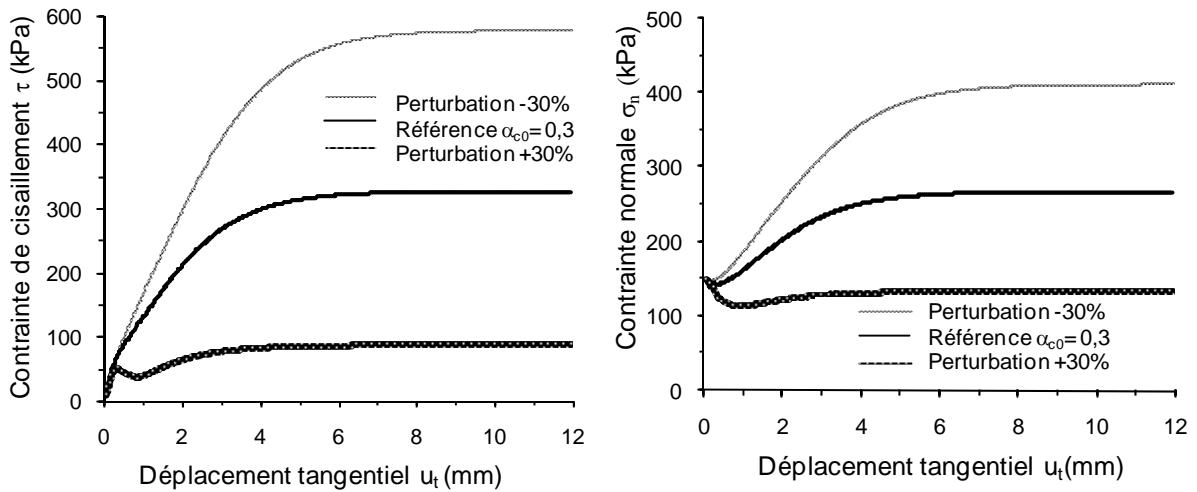 Contrainte de cisaillement τ (kPa)
600
500
400
300
200
100
0
Perturbation -30%
Référence αc0= 0,3
Perturbation +30%
0 2 4 6 8 10 12
Déplacement tangentiel ut (mm)
Contrainte normale σn (kPa)
500
400
300
200
100
0
Perturbation -30%
Référence αc0= 0,3
Perturbation +30%
0 2 4 6 8 10 12
Déplacement tangentiel ut(mm)